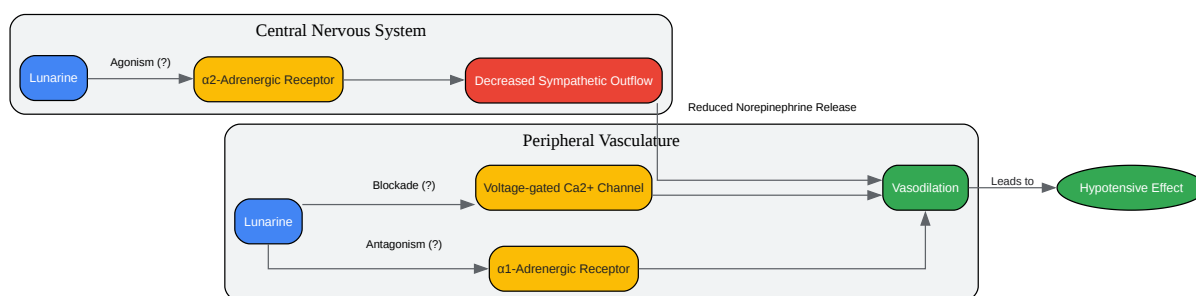 Central Nervous System
Lunarine
Agonism (?)
α2-Adrenergic Receptor
Decreased Sympathetic Outflow
Reduced Norepinephrine Release
Peripheral Vasculature
Lunarine
Blockade (?)
Voltage-gated Ca2+ Channel
Antagonism (?)
α1-Adrenergic Receptor
Vasodilation
Leads to
Hypotensive Effect